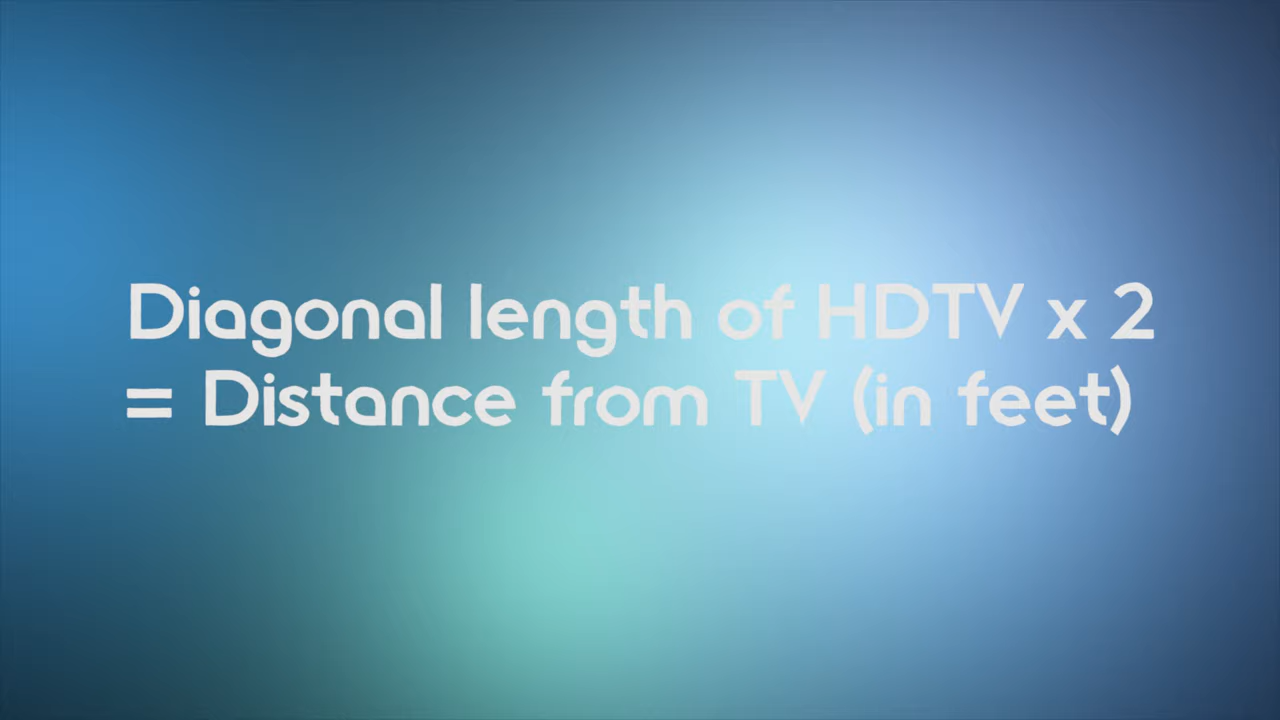 Diagonal length of HDTV x 2
= Distance from TV (in feet)